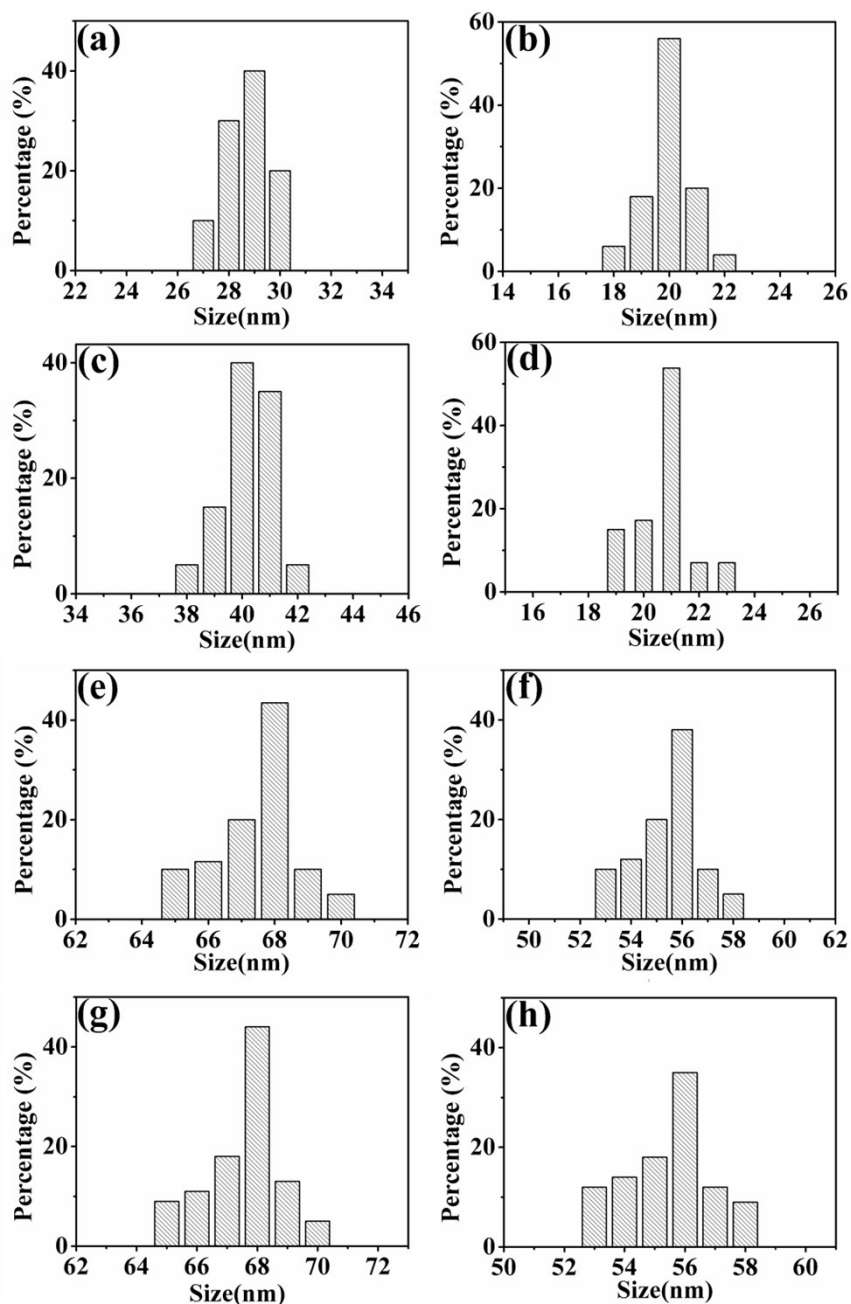 (a)
Percentage (%)
40
20
0
22 24 26 28 30 32 34
Size(nm)
(b)
Percentage (%)
60
40
20
0
14 16 18 20 22 24 26
Size(nm)
(c)
Percentage (%)
40
20
0
34 36 38 40 42 44 46
Size(nm)
(d)
Percentage (%)
60
40
20
0
16 18 20 22 24 26
Size(nm)
(e)
Percentage (%)
40
20
0
62 64 66 68 70 72
Size(nm)
(f)
Percentage (%)
40
20
0
50 52 54 56 58 60 62
Size(nm)
(g)
Percentage (%)
40
20
0
62 64 66 68 70 72
Size(nm)
(h)
Percentage (%)
40
20
0
50 52 54 56 58 60
Size(nm)